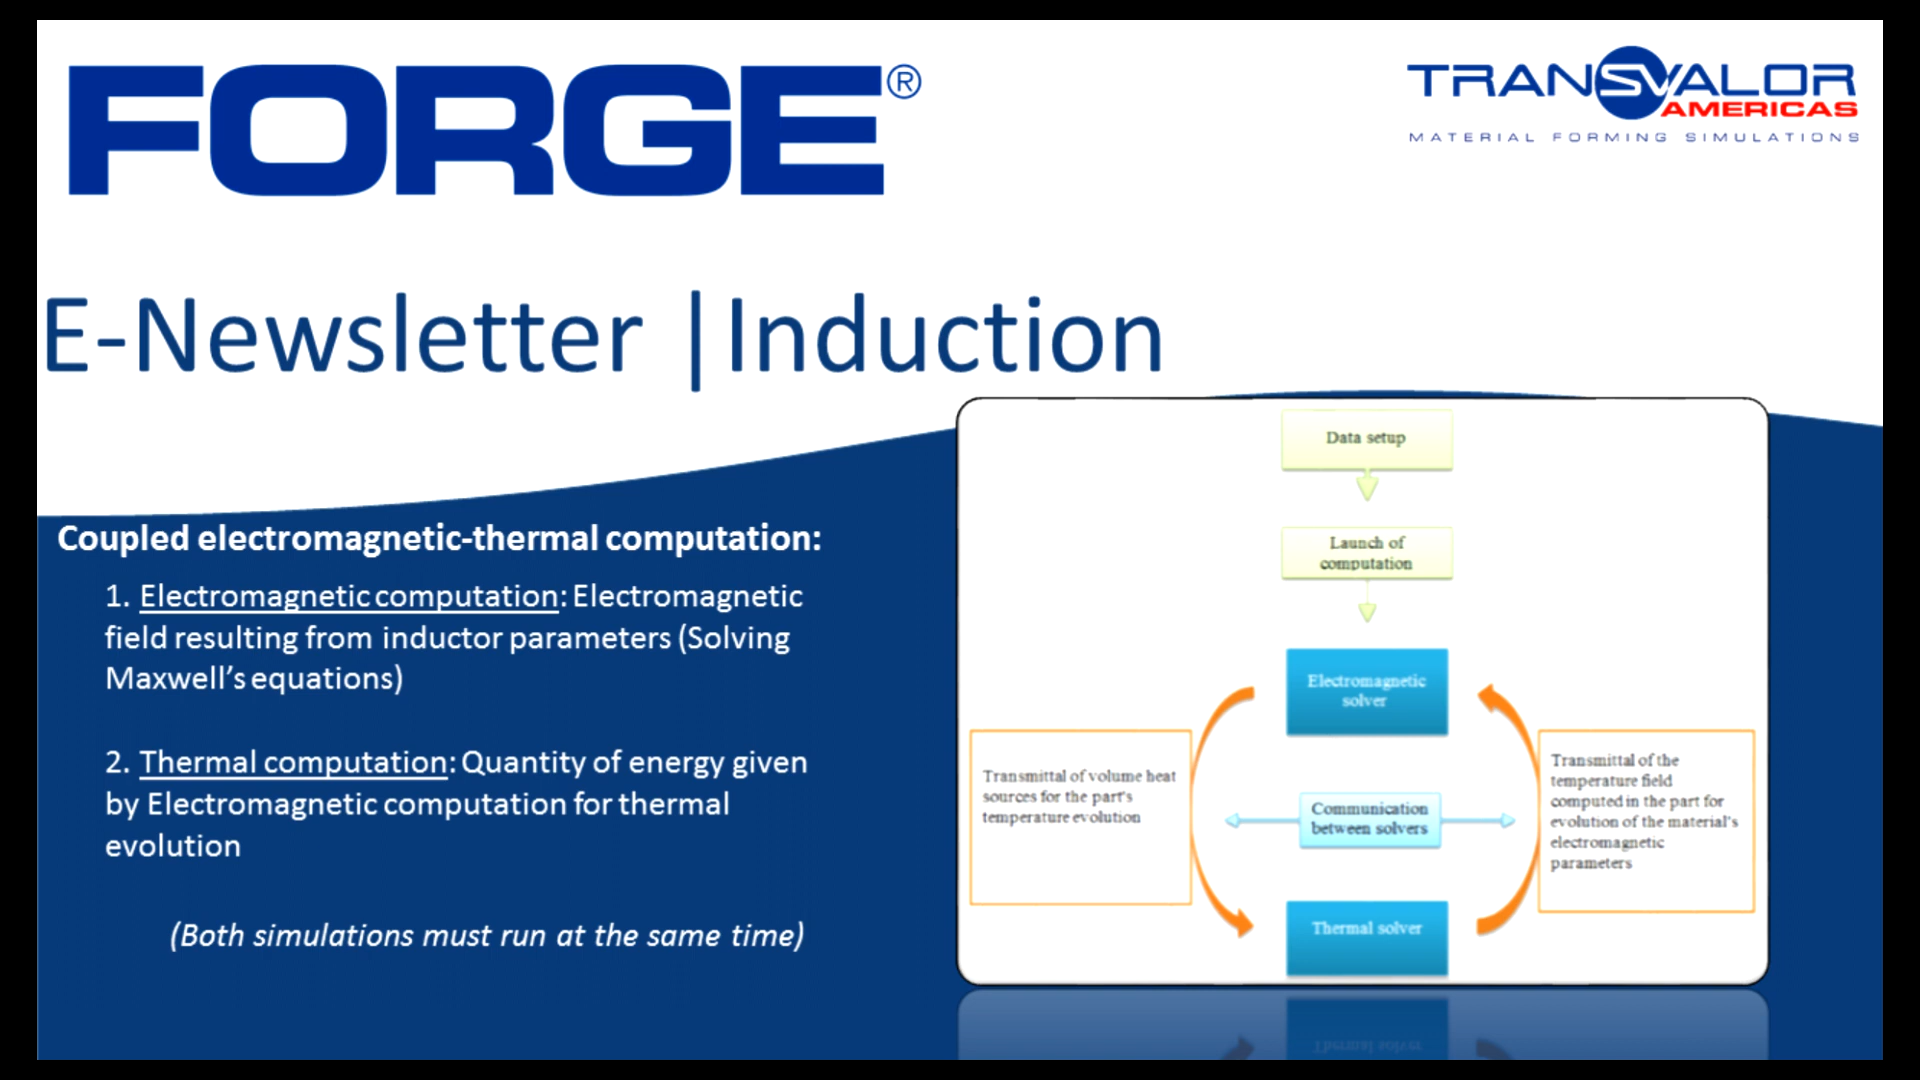 FORGE®
TRANSVALOR
AMERICAS
MATERIAL FORMING SIMULATIONS
E-Newsletter |Induction
Coupled electromagnetic-thermal computation:
1. Electromagnetic computation: Electromagnetic
field resulting from inductor parameters (Solving
Maxwell's equations)
2. Thermal computation: Quantity of energy given
by Electromagnetic computation for thermal
evolution
(Both simulations must run at the same time)
Data setup
Launch of
computation
Electromagnetic
solver
Transmittal of volume heat
sources for the part's
temperature evolution
Communication
between solvers
Transmittal of the
temperature field
computed in the part for
evolution of the material's
electromagnetic
parameters
Thermal solver